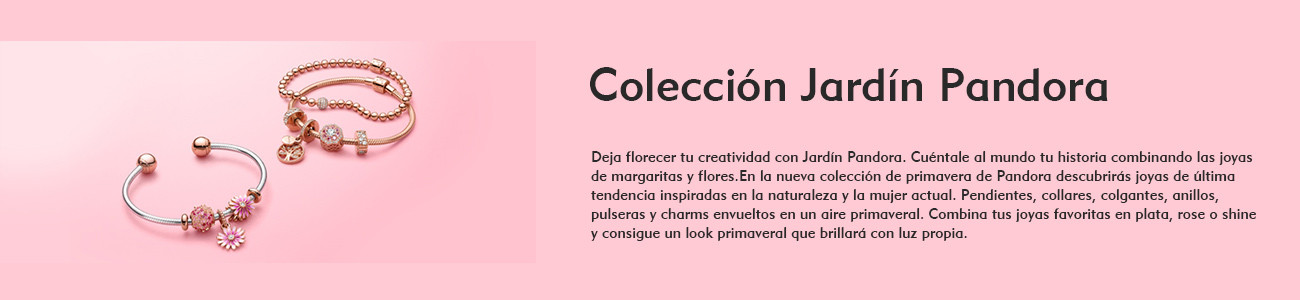 Colección Jardín Pandora
Deja florecer tu creatividad con Jardín Pandora. Cuéntale al mundo tu historia combinando las joyas
de margaritas y flores.En la nueva colección de primavera de Pandora descubrirás joyas de última
tendencia inspiradas en la naturaleza y la mujer actual. Pendientes, collares, colgantes, anillos,
pulseras y charms envueltos en un aire primaveral. Combina tus joyas favoritas en plata, rose o shine
y consigue un look primaveral que brillará con luz propia.